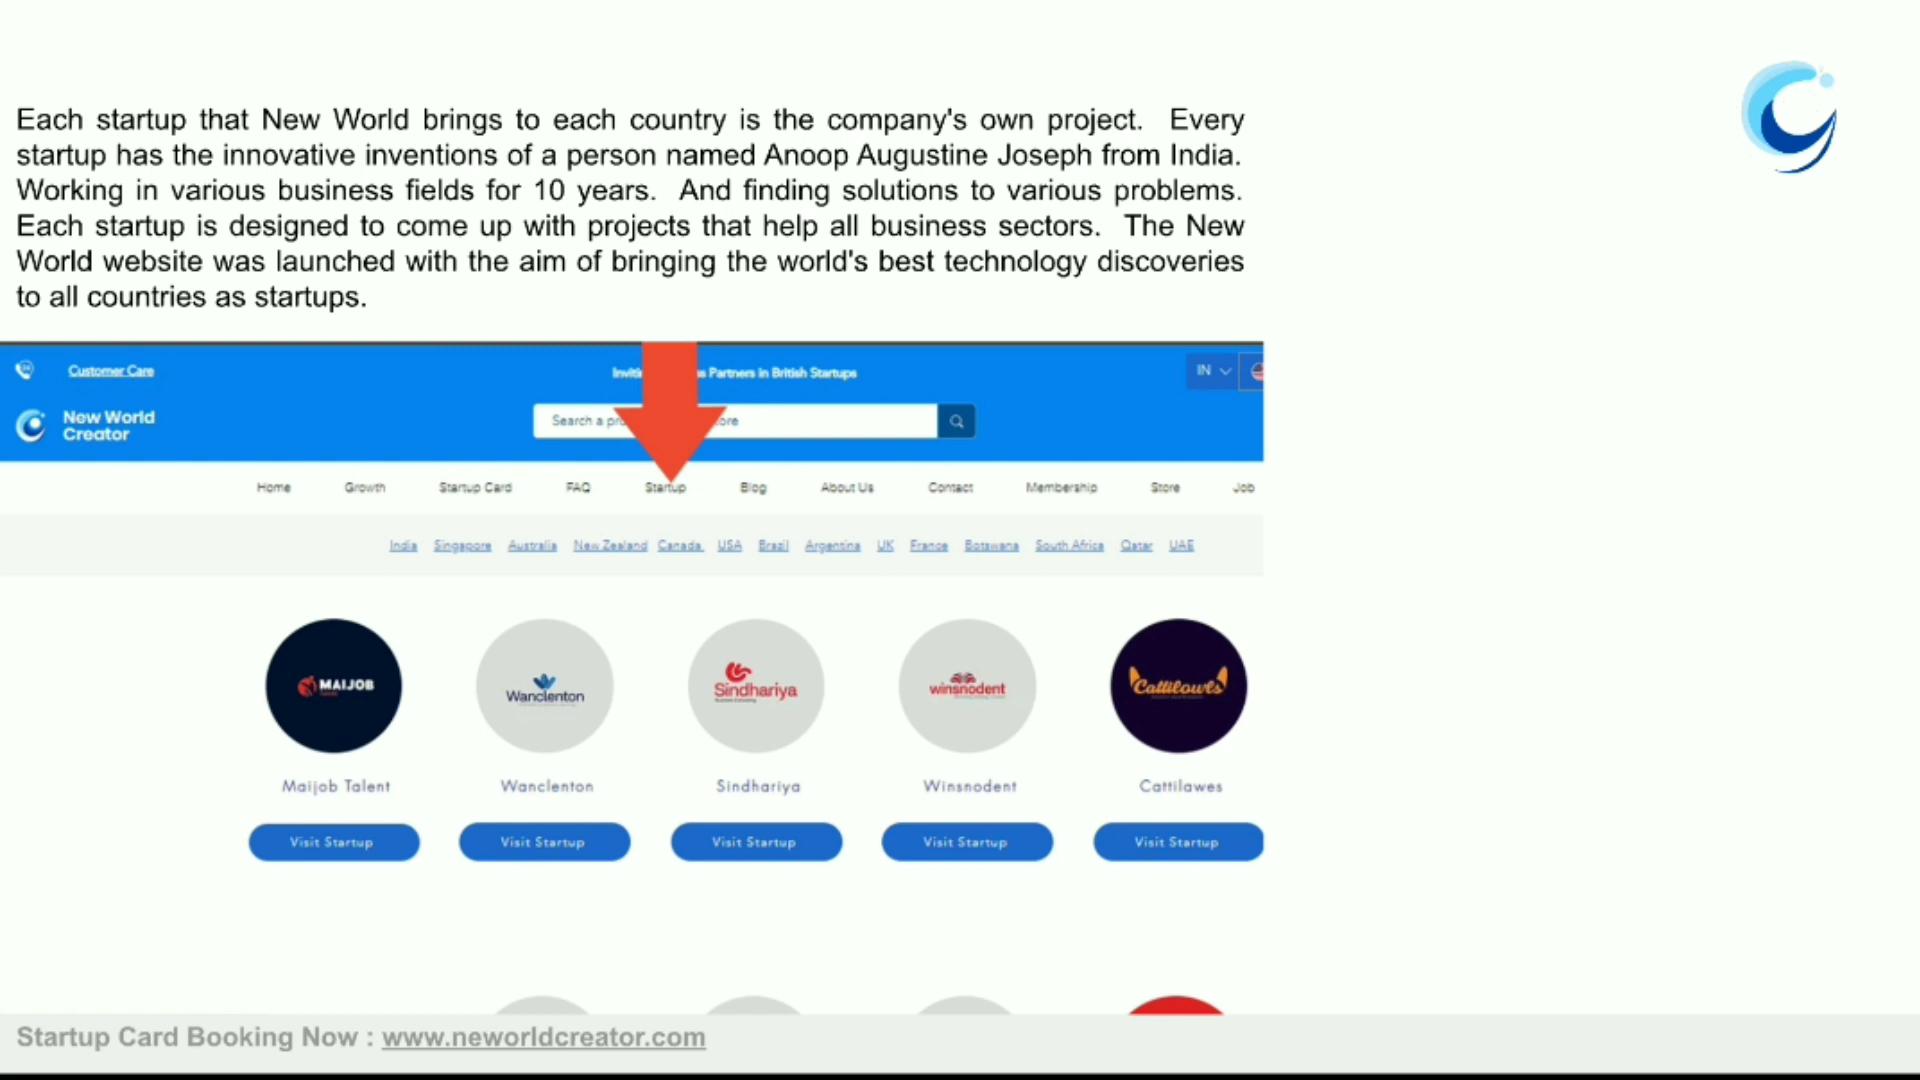 Each startup that New World brings to each country is the company's own project. Every
startup has the innovative inventions of a person named Anoop Augustine Joseph from India.
Working in various business fields for 10 years. And finding solutions to various problems.
Each startup is designed to come up with projects that help all business sectors. The New
World website was launched with the aim of bringing the world's best technology discoveries
to all countries as startups.
Customer Care
Partners in British Startups
IN
New World
Creator
Search a
Home Growth Startup Card FAQ Startup Blog About Us Contact Membership Store Job
India Singapore Australia New Zealand Canada USA Brazil Argentina UK France Botswana South Africa Qatar UAE
MAIJOB
Wanclenton
Sindhariya
winsnodent
Cattilowes
Maijob Talent
Wanclenton
Sindhariya
Winsnodent
Cattilawes
Visit Startup
Visit Startup
Visit Startup
Visit Startup
Visit Startup
Startup Card Booking Now : www.neworldcreator.com